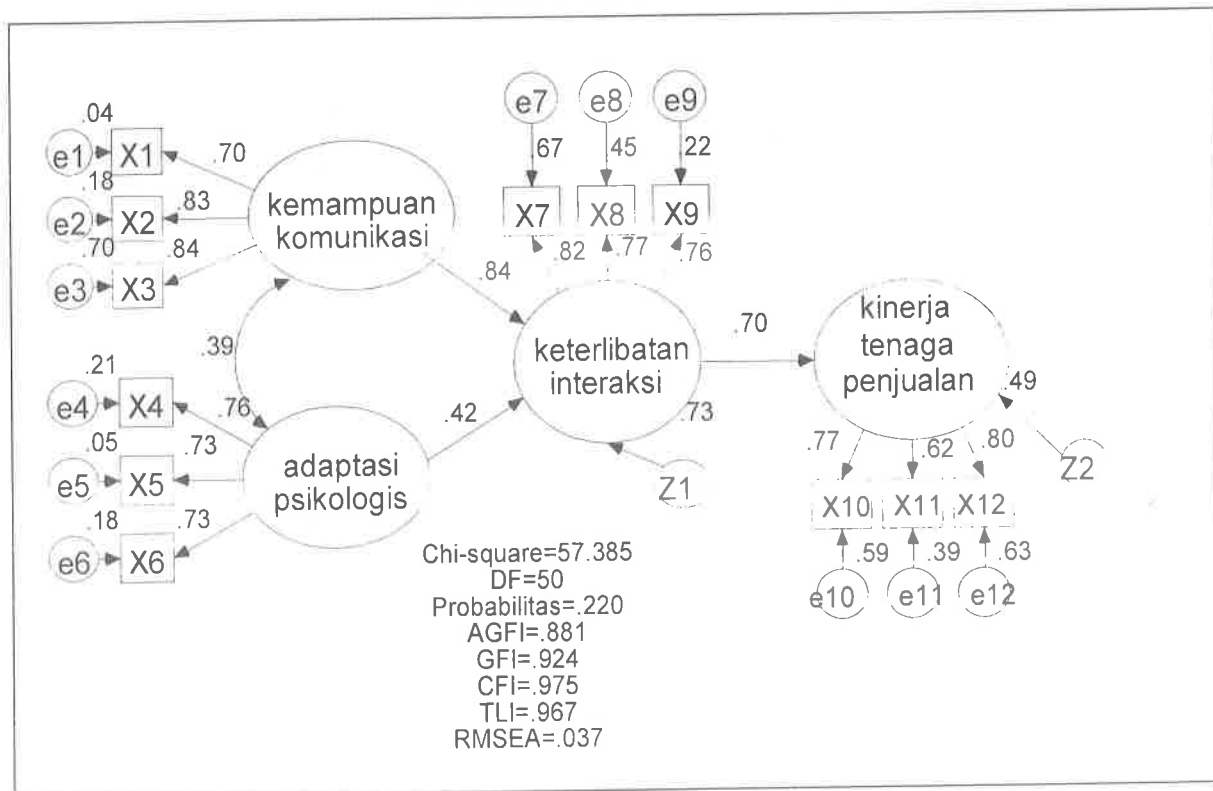 e7 e8 e9
.04
e1 X1 .70
67 45 22
.18
e2 X2 .83
kemampuan
komunikasi
X7 X8 X9
.70 .84
e3 X3
.82 .77 .76
.84
.39
.21
e4 X4 .76
keterlibatan
interaksi
.70
kinerja
tenaga
penjualan
.49
.05 .73
e5 X5
adaptasi
psikologis
.42
.73
Z1
.77 .62 .80
Z2
.18 .73
e6 X6
X10 X11 X12
.59 .39 .63
e10 e11 e12
Chi-square=57.385
DF=50
Probabilitas=.220
AGFI=.881
GFI=.924
CFI=.975
TLI=.967
RMSEA=.037